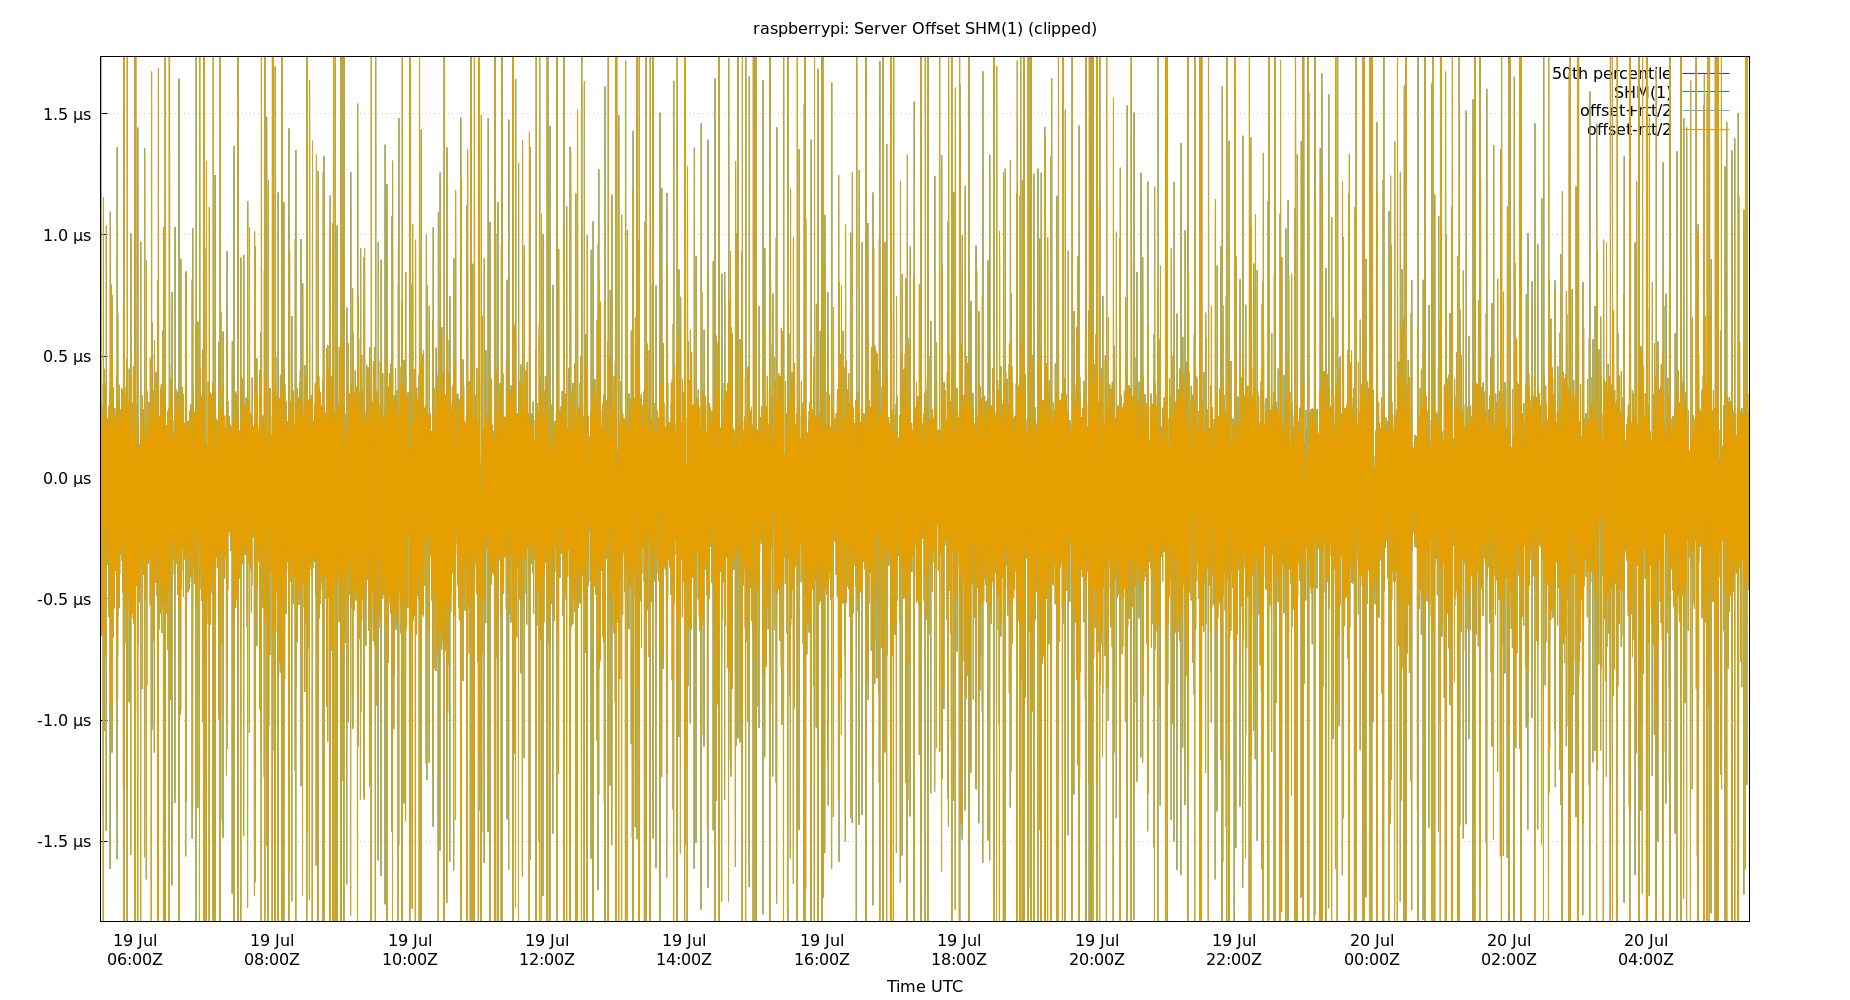 raspberrypi: Server Offset SHM(1) (clipped)
50th percentile
SHM(1)
offset+rtt/2
offset-rtt/2
1.5 µs
1.0 µs
0.5 µs
0.0 µs
-0.5 µs
-1.0 µs
-1.5 µs
19 Jul 19 Jul 19 Jul 19 Jul 19 Jul 19 Jul 19 Jul 19 Jul 19 Jul 20 Jul 20 Jul 20 Jul
06:00Z 08:00Z 10:00Z 12:00Z 14:00Z 16:00Z 18:00Z 20:00Z 22:00Z 00:00Z 02:00Z 04:00Z
Time UTC